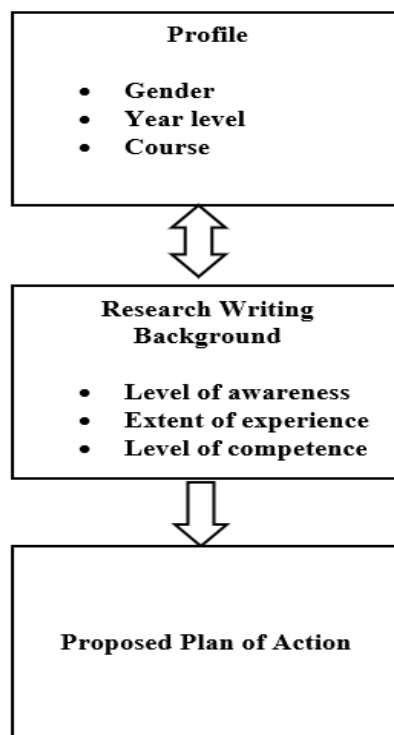 Profile
• Gender
• Year level
• Course
Research Writing
Background
• Level of awareness
• Extent of experience
• Level of competence
Proposed Plan of Action